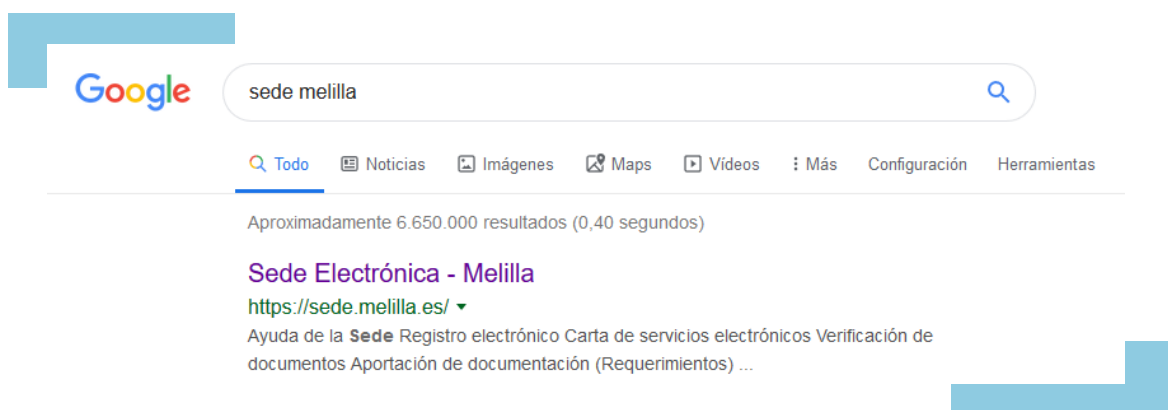 Google sede melilla
Todo Noticias Imágenes Maps Vídeos Más Configuración Herramientas
Aproximadamente 6.650.000 resultados (0,40 segundos)
Sede Electrónica - Melilla
https://sede.melilla.es/
Ayuda de la Sede Registro electrónico Carta de servicios electrónicos Verificación de
documentos Aportación de documentación (Requerimientos) ...